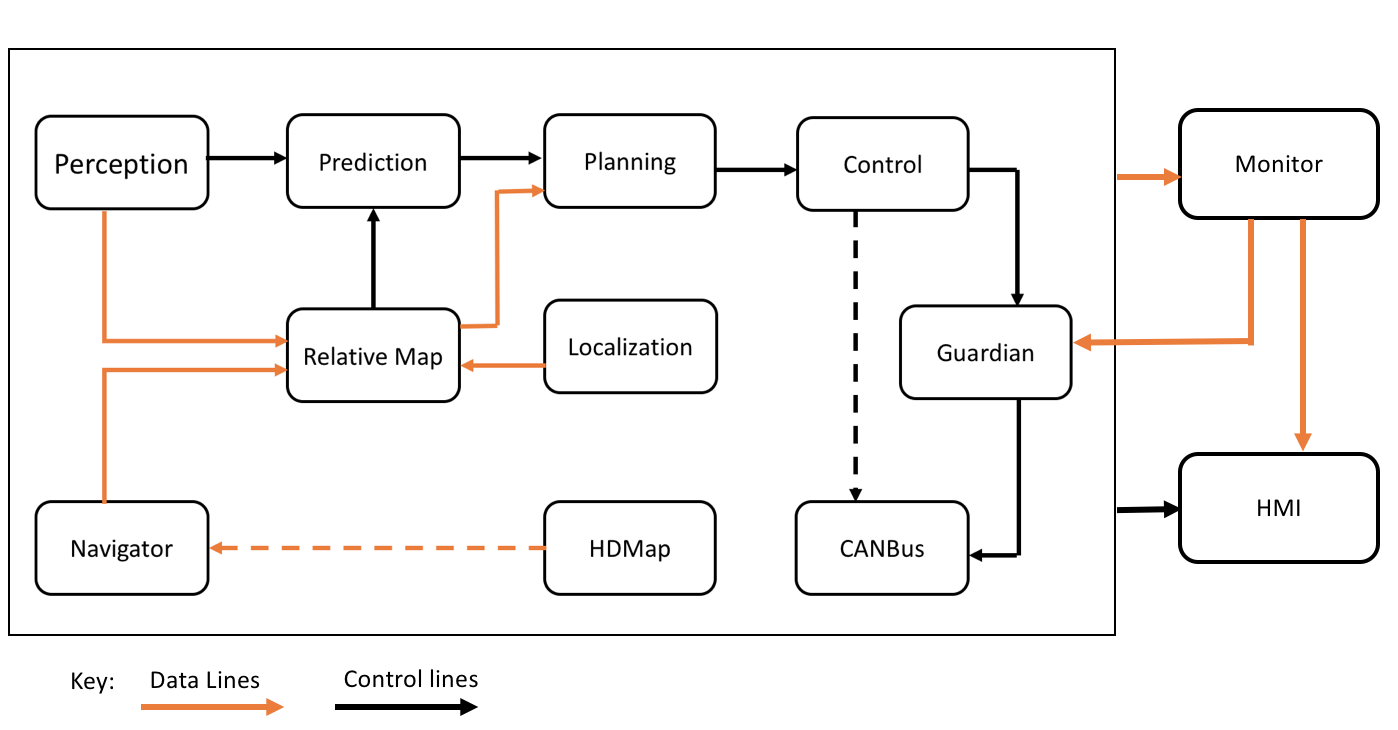 Perception
Prediction
Planning
Control
Monitor
Relative Map
Localization
Guardian
Navigator
HDMap
CANBus
HMI
Key:
Data Lines
Control lines